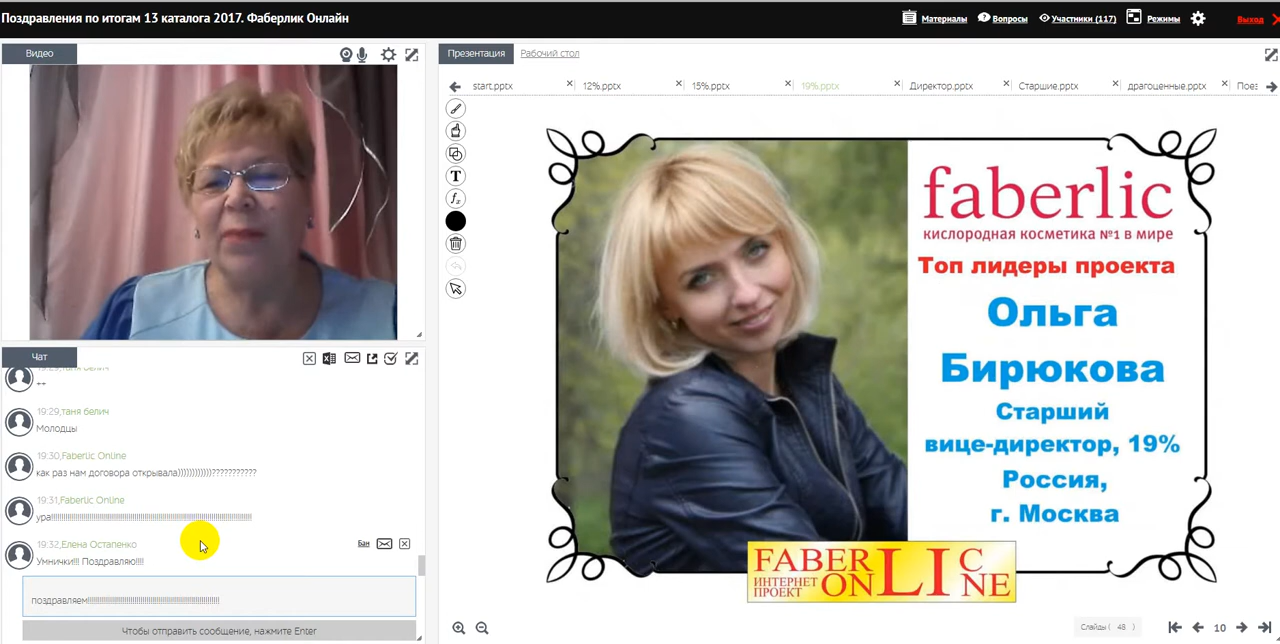 Поздравления по итогам 13 каталога 2017. Фаберлик Онлайн
Материалы
Вопросы
Участники (117)
Режимы
Выход
Видео
Презентация
Рабочий стол
start.pptx
12%.pptx
15%.pptx
19%.pptx
Директор.pptx
Старшие.pptx
драгоценные.pptx
T
fx
faberlic
кислородная косметика №1 в мире
Топ лидеры проекта
Ольга
Бирюкова
Старший
вице-директор, 19%
Россия,
г. Москва
FABERLIC
ИНТЕРНЕТ
ПРОЕКТ
ONLINE
Чат
++
19:29,таня белич
Молодцы
19:30,Faberlic Online
как раз нам договора открывала))))))))))))???????????
19:31,Faberlic Online
ура!!!!!!!!!!!!!!!!!!!!!!!!!!!!!!!!!!!!!!!!!!!!!!!!!!!!!!!!!!!!!!!!!!!!!!!!!!
19:32,Елена Остапенко
Бан
Умнички!!! Поздравляю!!!!
поздравляем!!!!!!!!!!!!!!!!!!!!!!!!!!!!!!!!!!!!!!!!!!!!!!!!!
Чтобы отправить сообщение, нажмите Enter
Слайды ( 48 )
10